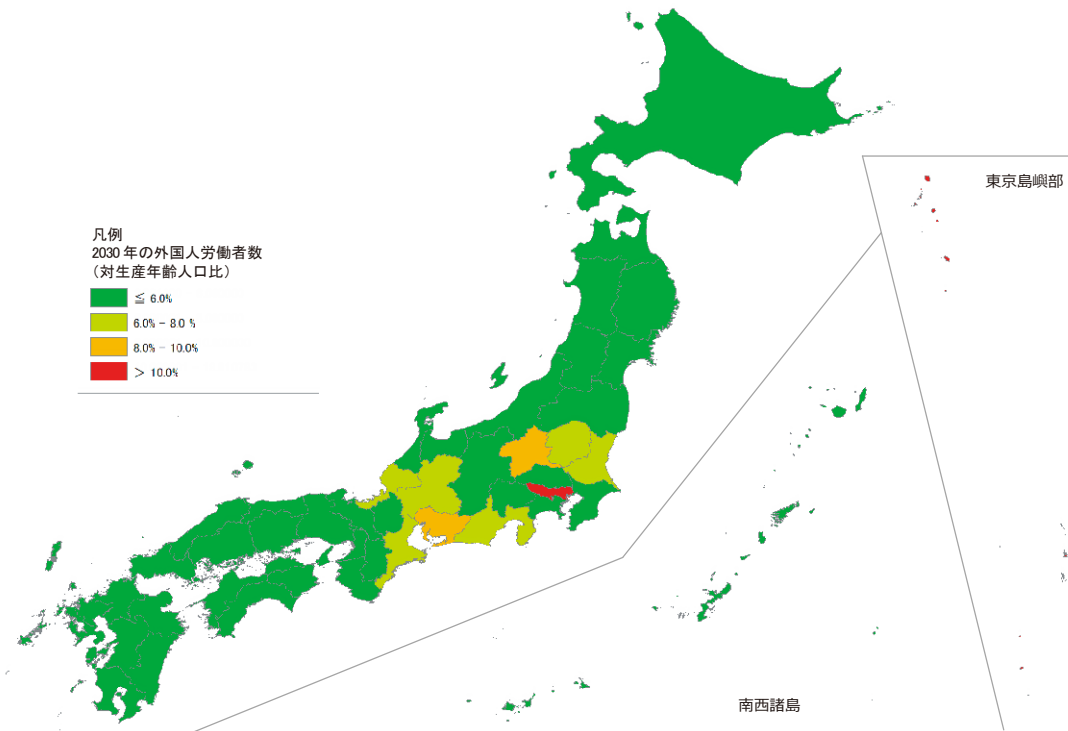 凡例
2030年の外国人労働者数
（対生産年齢人口比）
≦ 6.0%
6.0% - 8.0 %
8.0% - 10.0%
＞ 10.0%
東京島嶼部
南西諸島